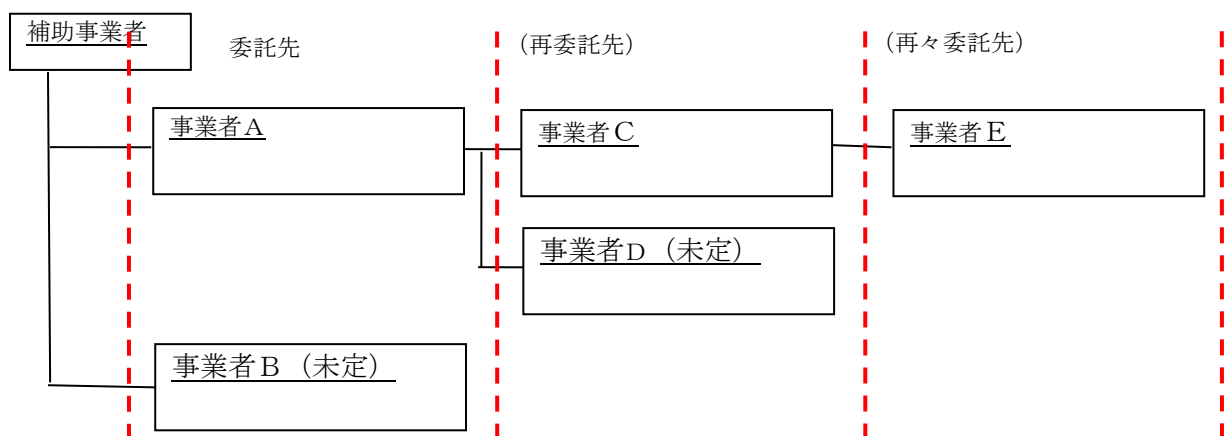 補助事業者
委託先
（再委託先）
（再々委託先）
事業者A
事業者C
事業者E
事業者D（未定）
事業者B（未定）